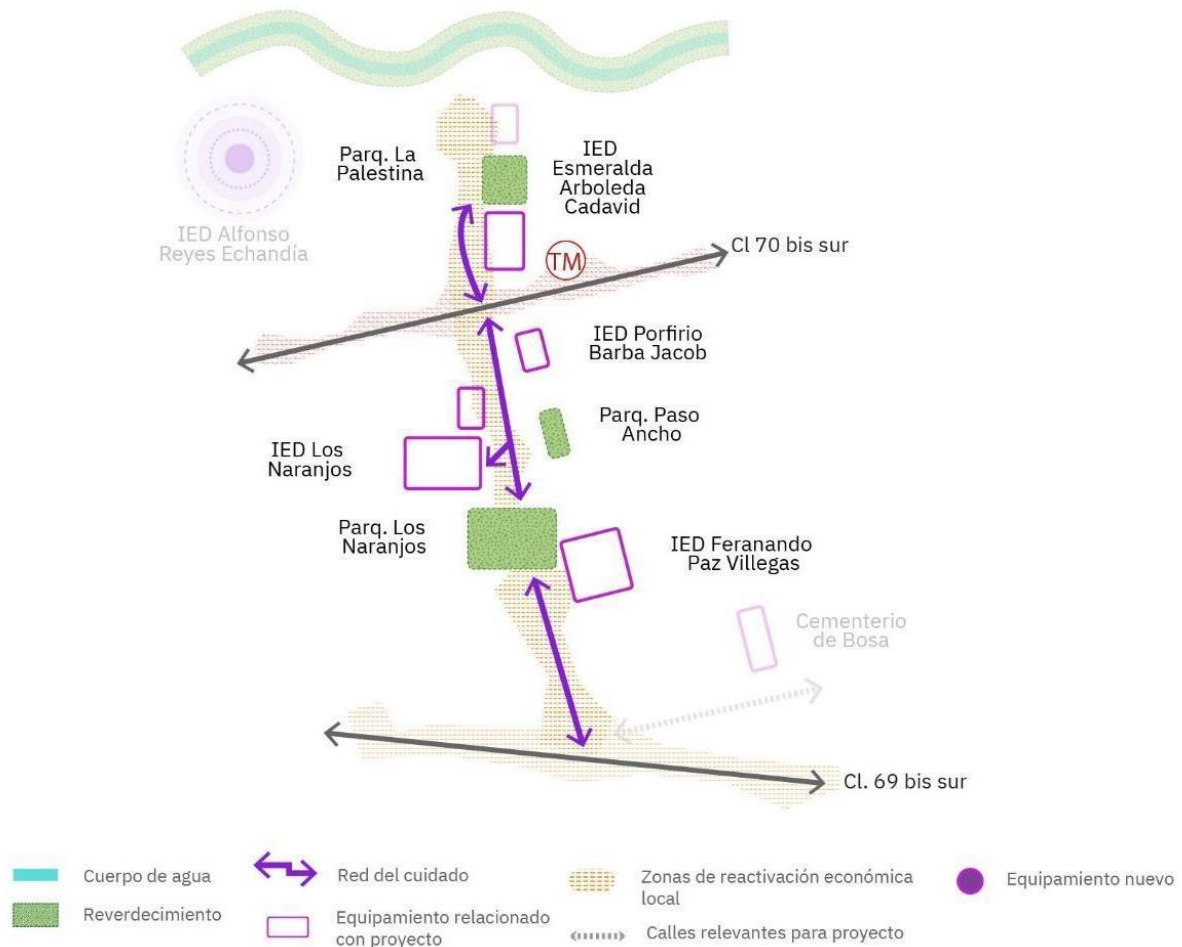 Parq. La
Palestina
IED
Esmeralda
Arboleda
Cadavid
IED Alfonso
Reyes Echandía
TM
Cl 70 bis sur
IED Porfirio
Barba Jacob
Parq. Paso
Ancho
IED Los
Naranjos
Parq. Los
Naranjos
IED Feranando
Paz Villegas
Cementerio
de Bosa
Cl. 69 bis sur
Cuerpo de agua
Reverdecimiento
Red del cuidado
Equipamiento relacionado
con proyecto
Zonas de reactivación económica
local
Calles relevantes para proyecto
Equipamiento nuevo